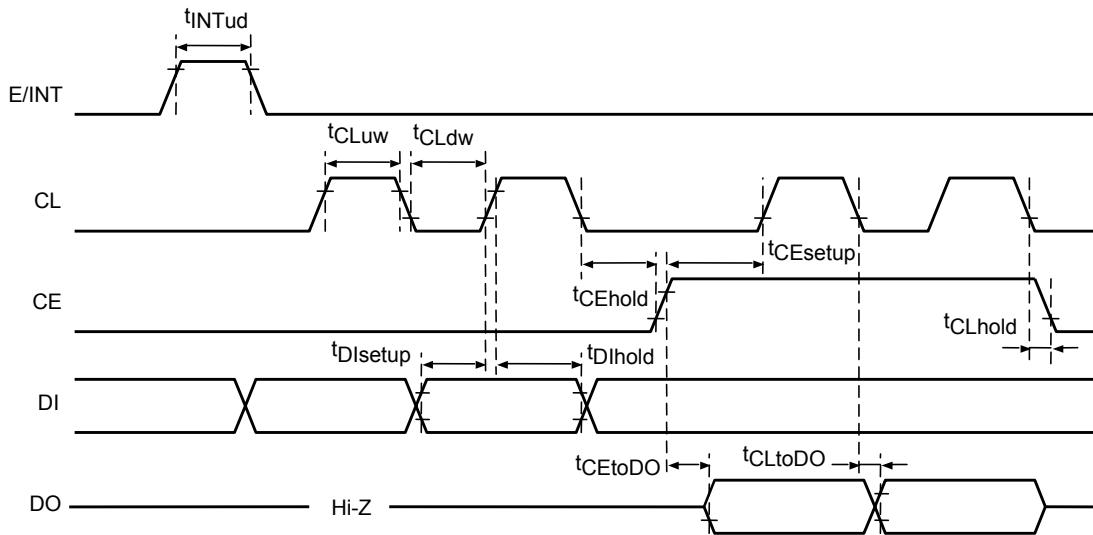 tINTud
E/INT
tCLuw
tCLdw
CL
tCEsetup
tCEhold
CE
tCLhold
tDIsetup
tDIhold
DI
tCEtoDO
tCLtoDO
DO
Hi-Z